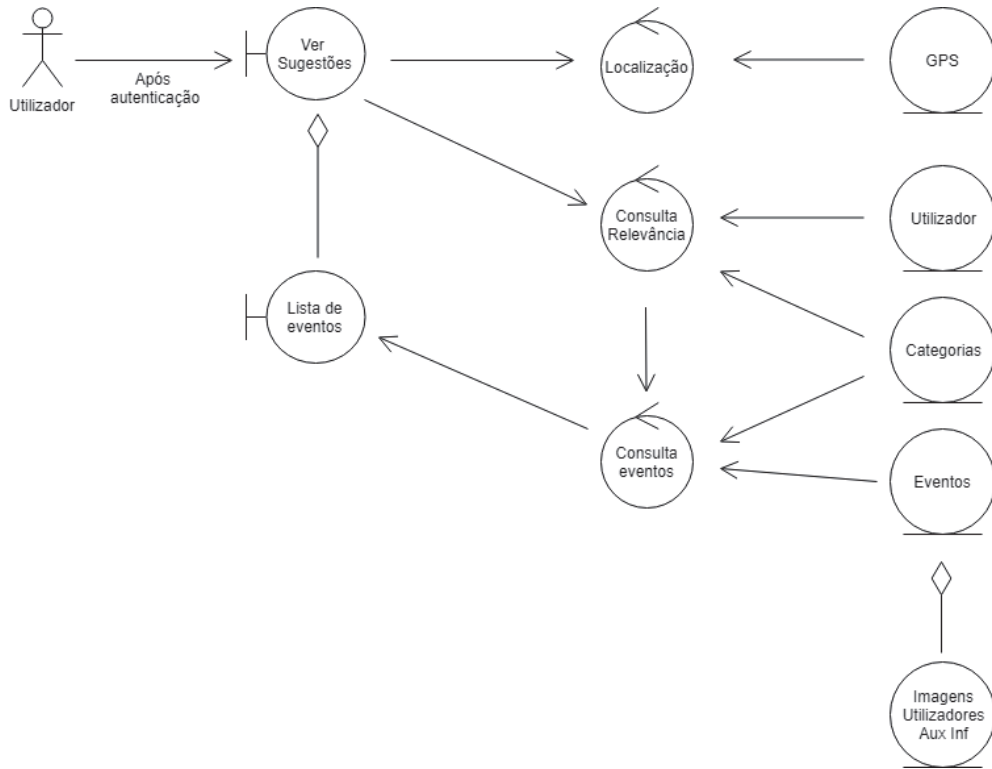 Ver
Sugestões
Localização
GPS
Após
autenticação
Utilizador
Consulta
Relevância
Utilizador
Lista de
eventos
Categorias
Consulta
eventos
Eventos
Imagens
Utilizadores
Aux Inf